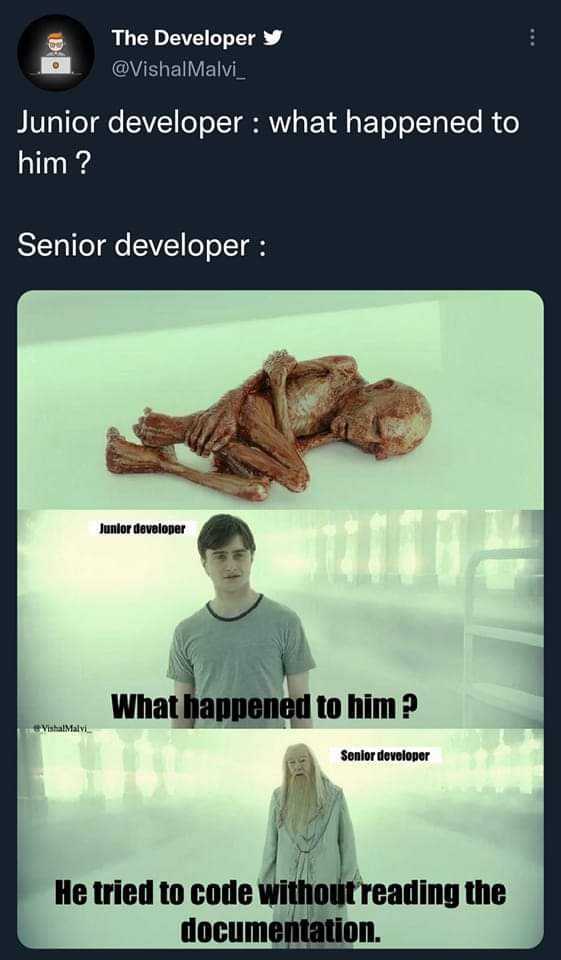 The Developer
@VishalMalvi_
Junior developer : what happened to
him ?
Senior developer :
Junior developer
What happened to him ?
@VishalMalvi_
Senior developer
He tried to code without reading the
documentation.